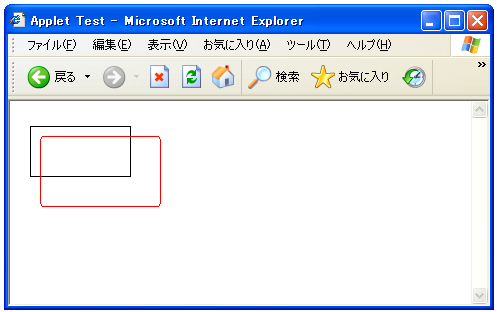 Applet Test - Microsoft Internet Explorer
ファイル(F) 編集(E) 表示(V) お気に入り(A) ツール(T) ヘルプ(H)
戻る 検索 お気に入り »